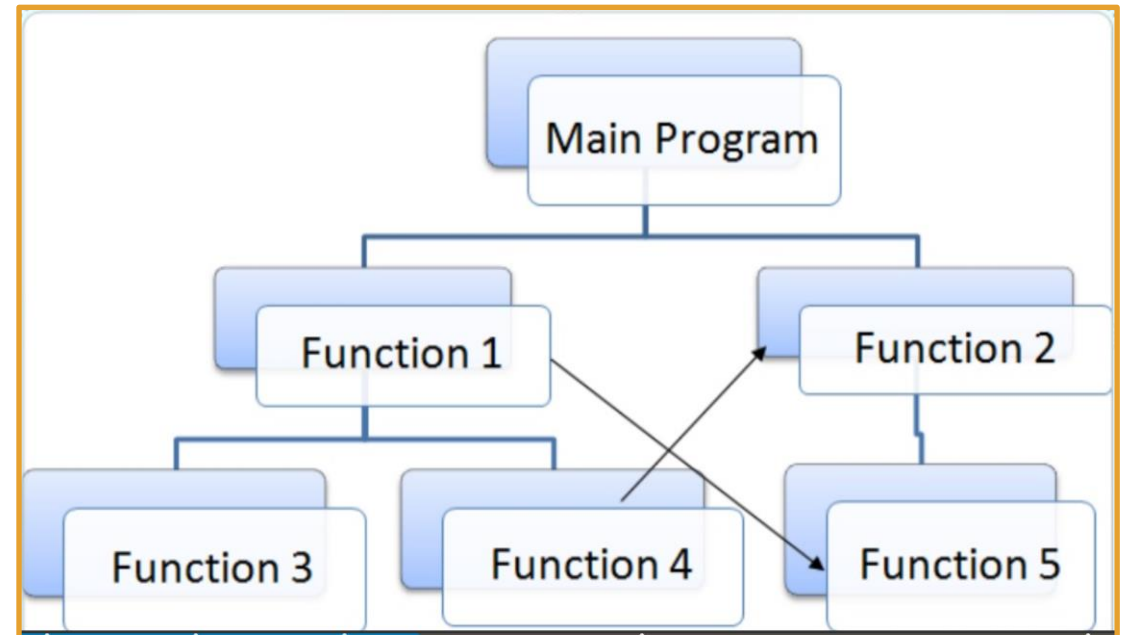 Main Program
Function 1
Function 2
Function 3
Function 4
Function 5